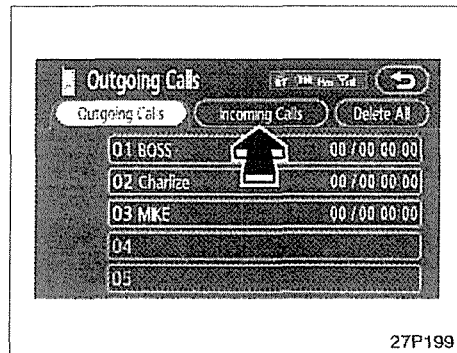 Outgoing Calls
Outgoing Calls Incoming Calls Delete All
01 BOSS 00/00 00:00
02 Charlize 00/00 00:00
03 MIKE 00/00 00:00
04
05
27P199